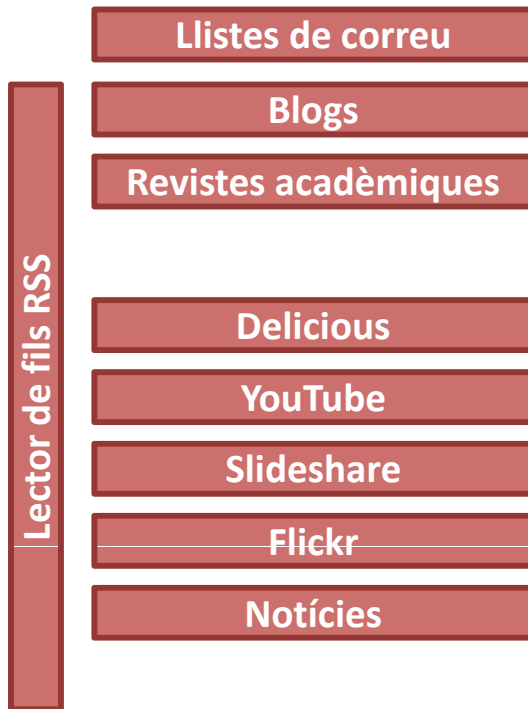 Llistes de correu
Lector de fils RSS
Blogs
Revistes acadèmiques
Delicious
YouTube
Slideshare
Flickr
Notícies